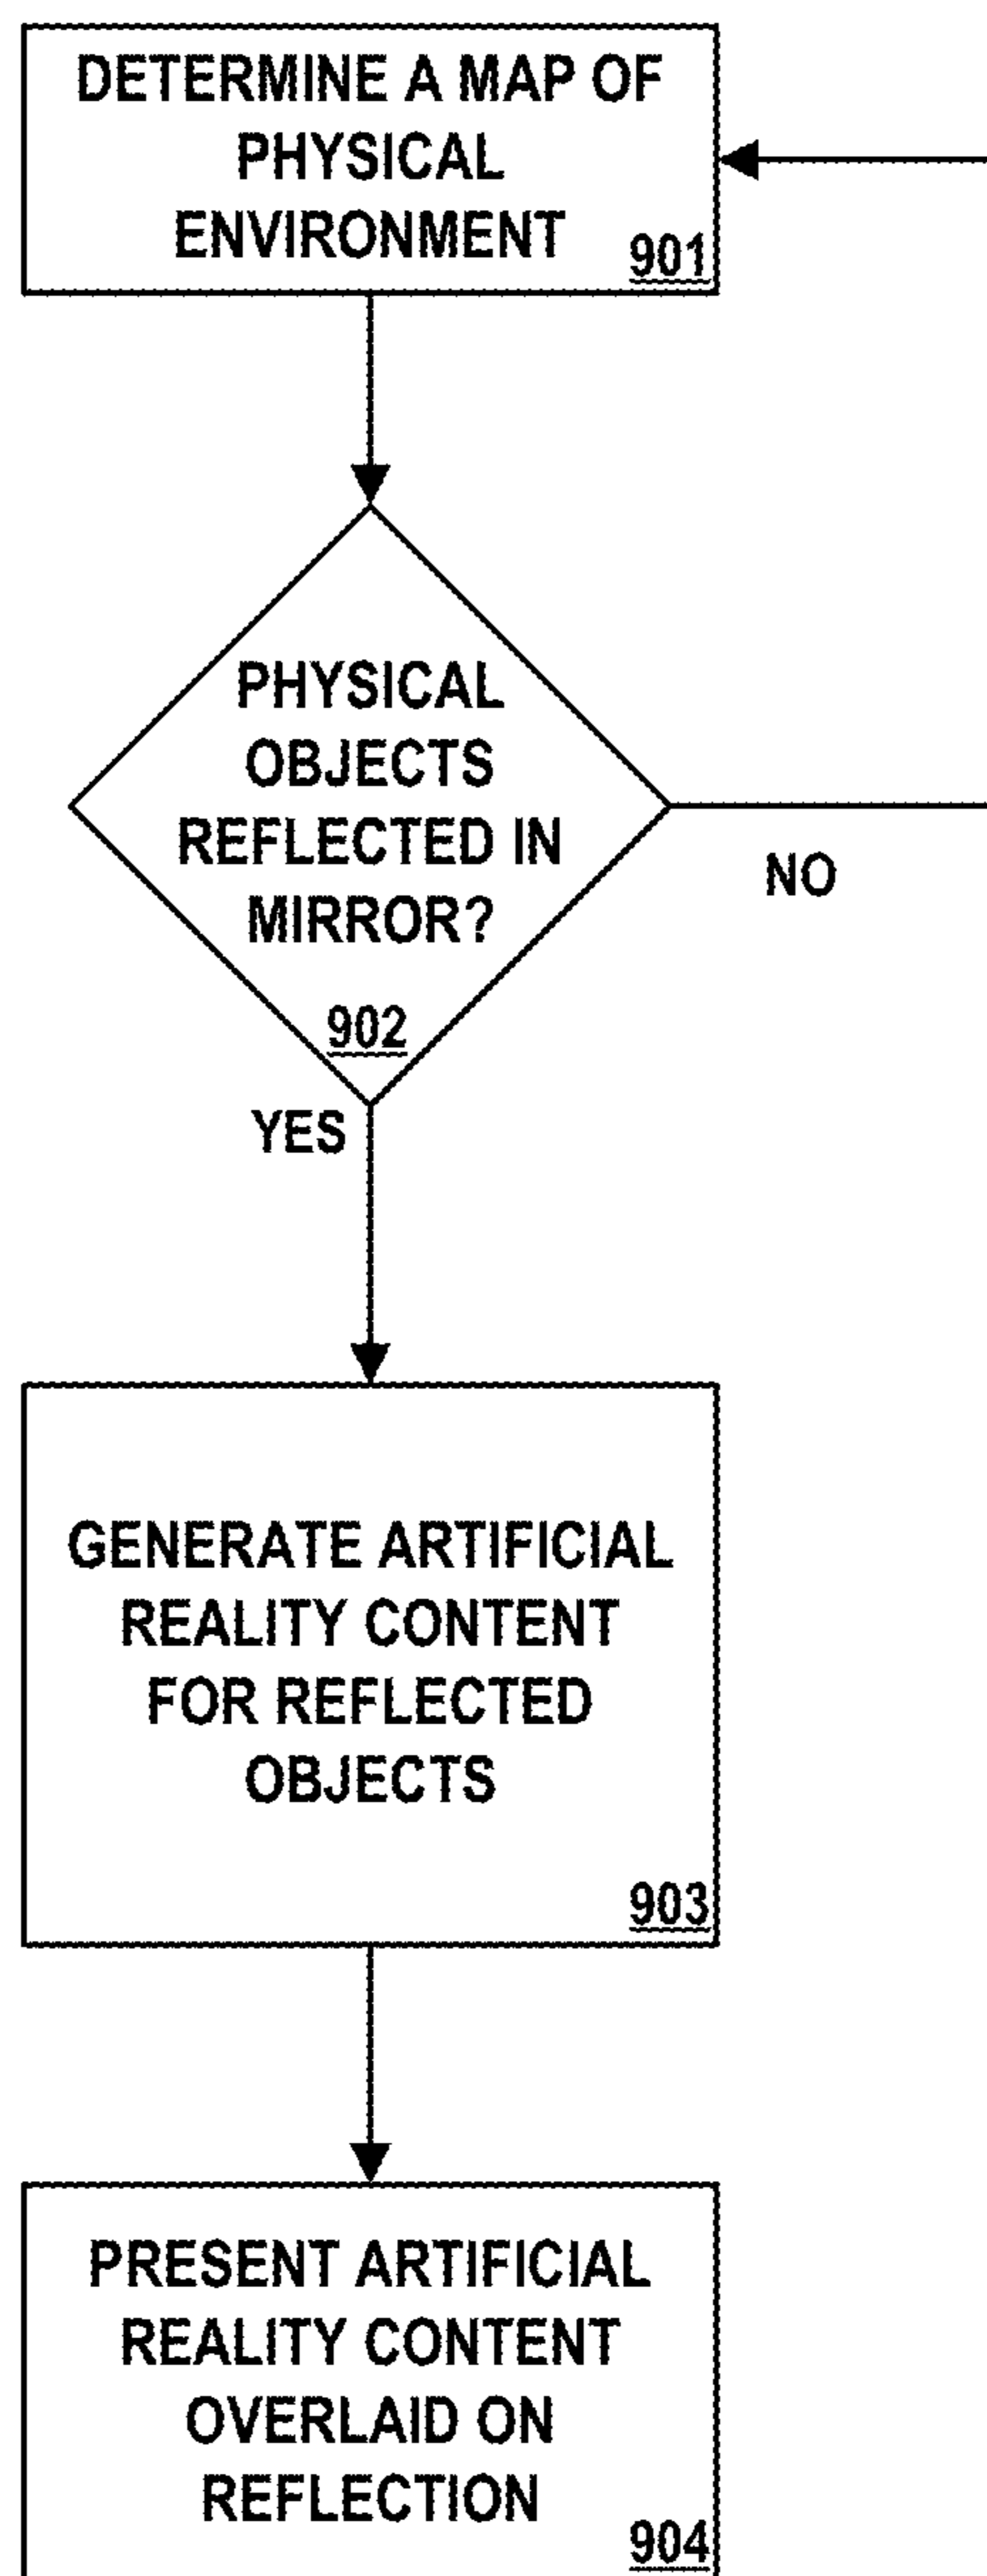 DETERMINE A MAP OF
PHYSICAL
ENVIRONMENT
901
PHYSICAL
OBJECTS
REFLECTED IN
MIRROR?
902
NO
YES
GENERATE ARTIFICIAL
REALITY CONTENT
FOR REFLECTED
OBJECTS
903
PRESENT ARTIFICIAL
REALITY CONTENT
OVERLAID ON
REFLECTION
904